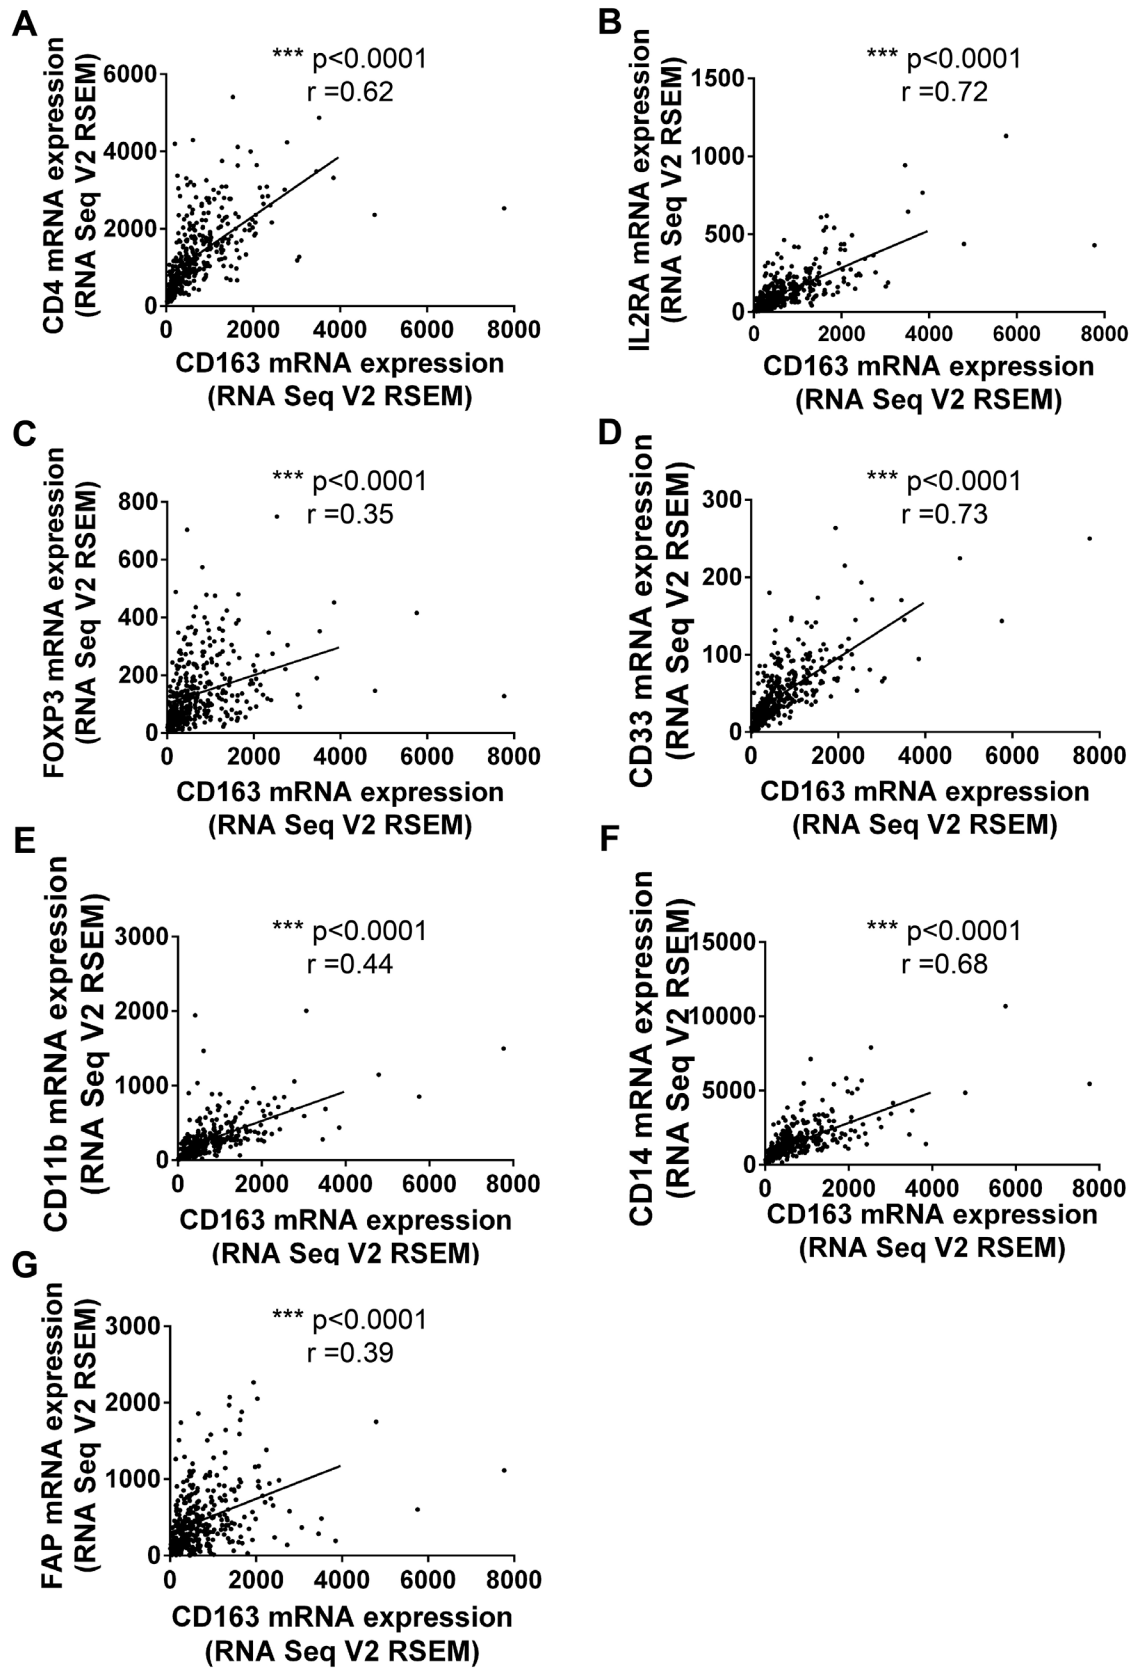 A
*** p<0.0001
r =0.62
CD4 mRNA expression
(RNA Seq V2 RSEM)
6000
4000
2000
0
0 2000 4000 6000 8000
CD163 mRNA expression
(RNA Seq V2 RSEM)
B
*** p<0.0001
r =0.72
IL2RA mRNA expression
(RNA Seq V2 RSEM)
1500
1000
500
0
0 2000 4000 6000 8000
CD163 mRNA expression
(RNA Seq V2 RSEM)
C
*** p<0.0001
r =0.35
FOXP3 mRNA expression
(RNA Seq V2 RSEM)
800
600
400
200
0
0 2000 4000 6000 8000
CD163 mRNA expression
(RNA Seq V2 RSEM)
D
*** p<0.0001
r =0.73
CD33 mRNA expression
(RNA Seq V2 RSEM)
300
200
100
0
0 2000 4000 6000 8000
CD163 mRNA expression
(RNA Seq V2 RSEM)
E
*** p<0.0001
r =0.44
CD11b mRNA expression
(RNA Seq V2 RSEM)
3000
2000
1000
0
0 2000 4000 6000 8000
CD163 mRNA expression
(RNA Seq V2 RSEM)
F
*** p<0.0001
r =0.68
CD14 mRNA expression
(RNA Seq V2 RSEM)
15000
10000
5000
0
0 2000 4000 6000 8000
CD163 mRNA expression
(RNA Seq V2 RSEM)
G
*** p<0.0001
r =0.39
FAP mRNA expression
(RNA Seq V2 RSEM)
3000
2000
1000
0
0 2000 4000 6000 8000
CD163 mRNA expression
(RNA Seq V2 RSEM)